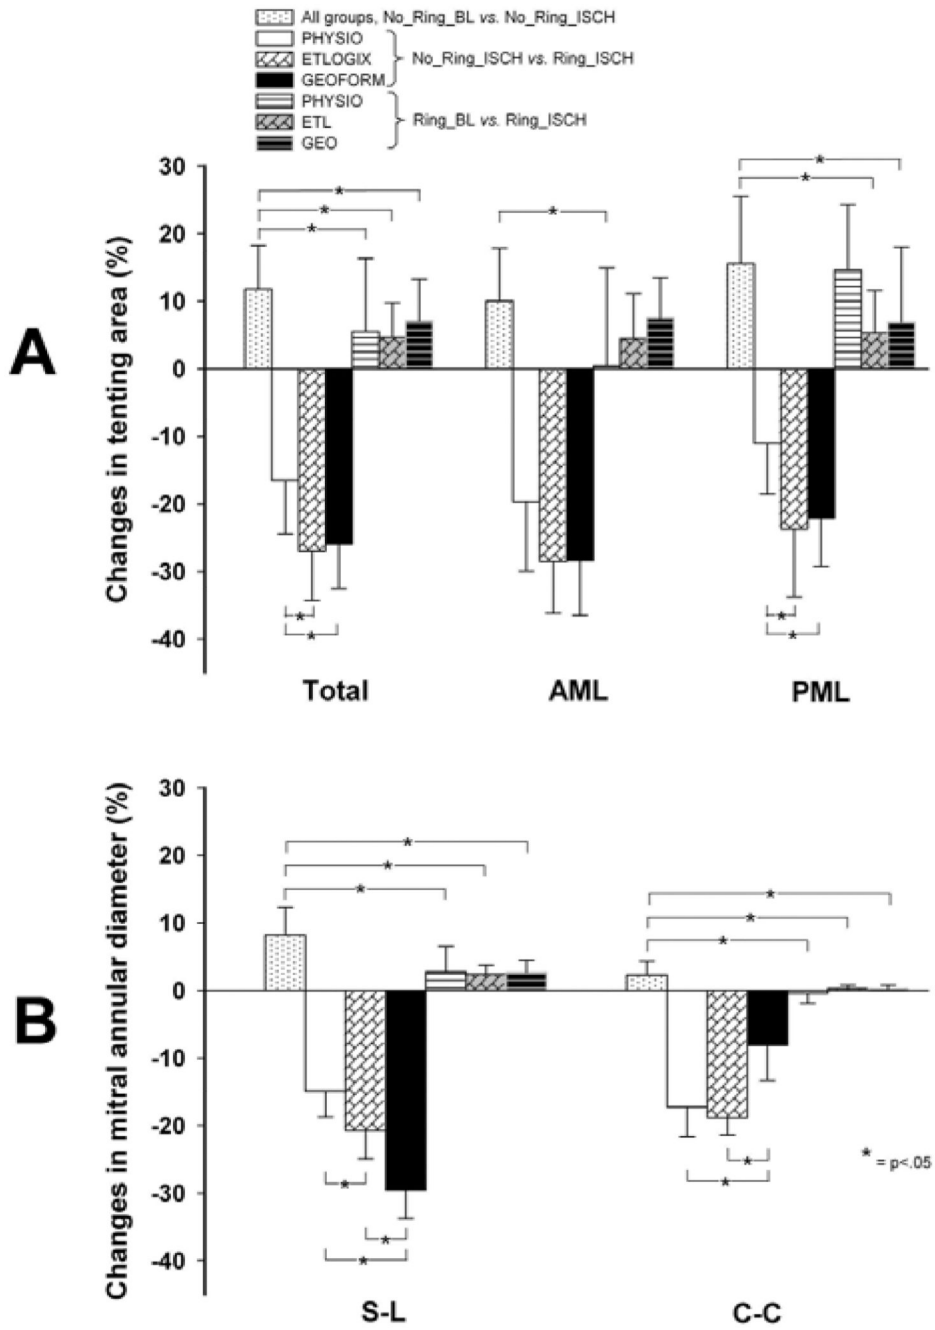 All groups, No_Ring_BL vs. No_Ring_ISCH
PHYSIO
ETLOGIX
GEOFORM
No_Ring_ISCH vs. Ring_ISCH
PHYSIO
ETL
GEO
Ring_BL vs. Ring_ISCH
A
Changes in tenting area (%)
30
20
10
0
-10
-20
-30
-40
* * * * * *
* * * *
Total AML PML
B
Changes in mitral annular diameter (%)
30
20
10
0
-10
-20
-30
-40
* * * * * *
* * * * *
* = p<.05
S-L C-C